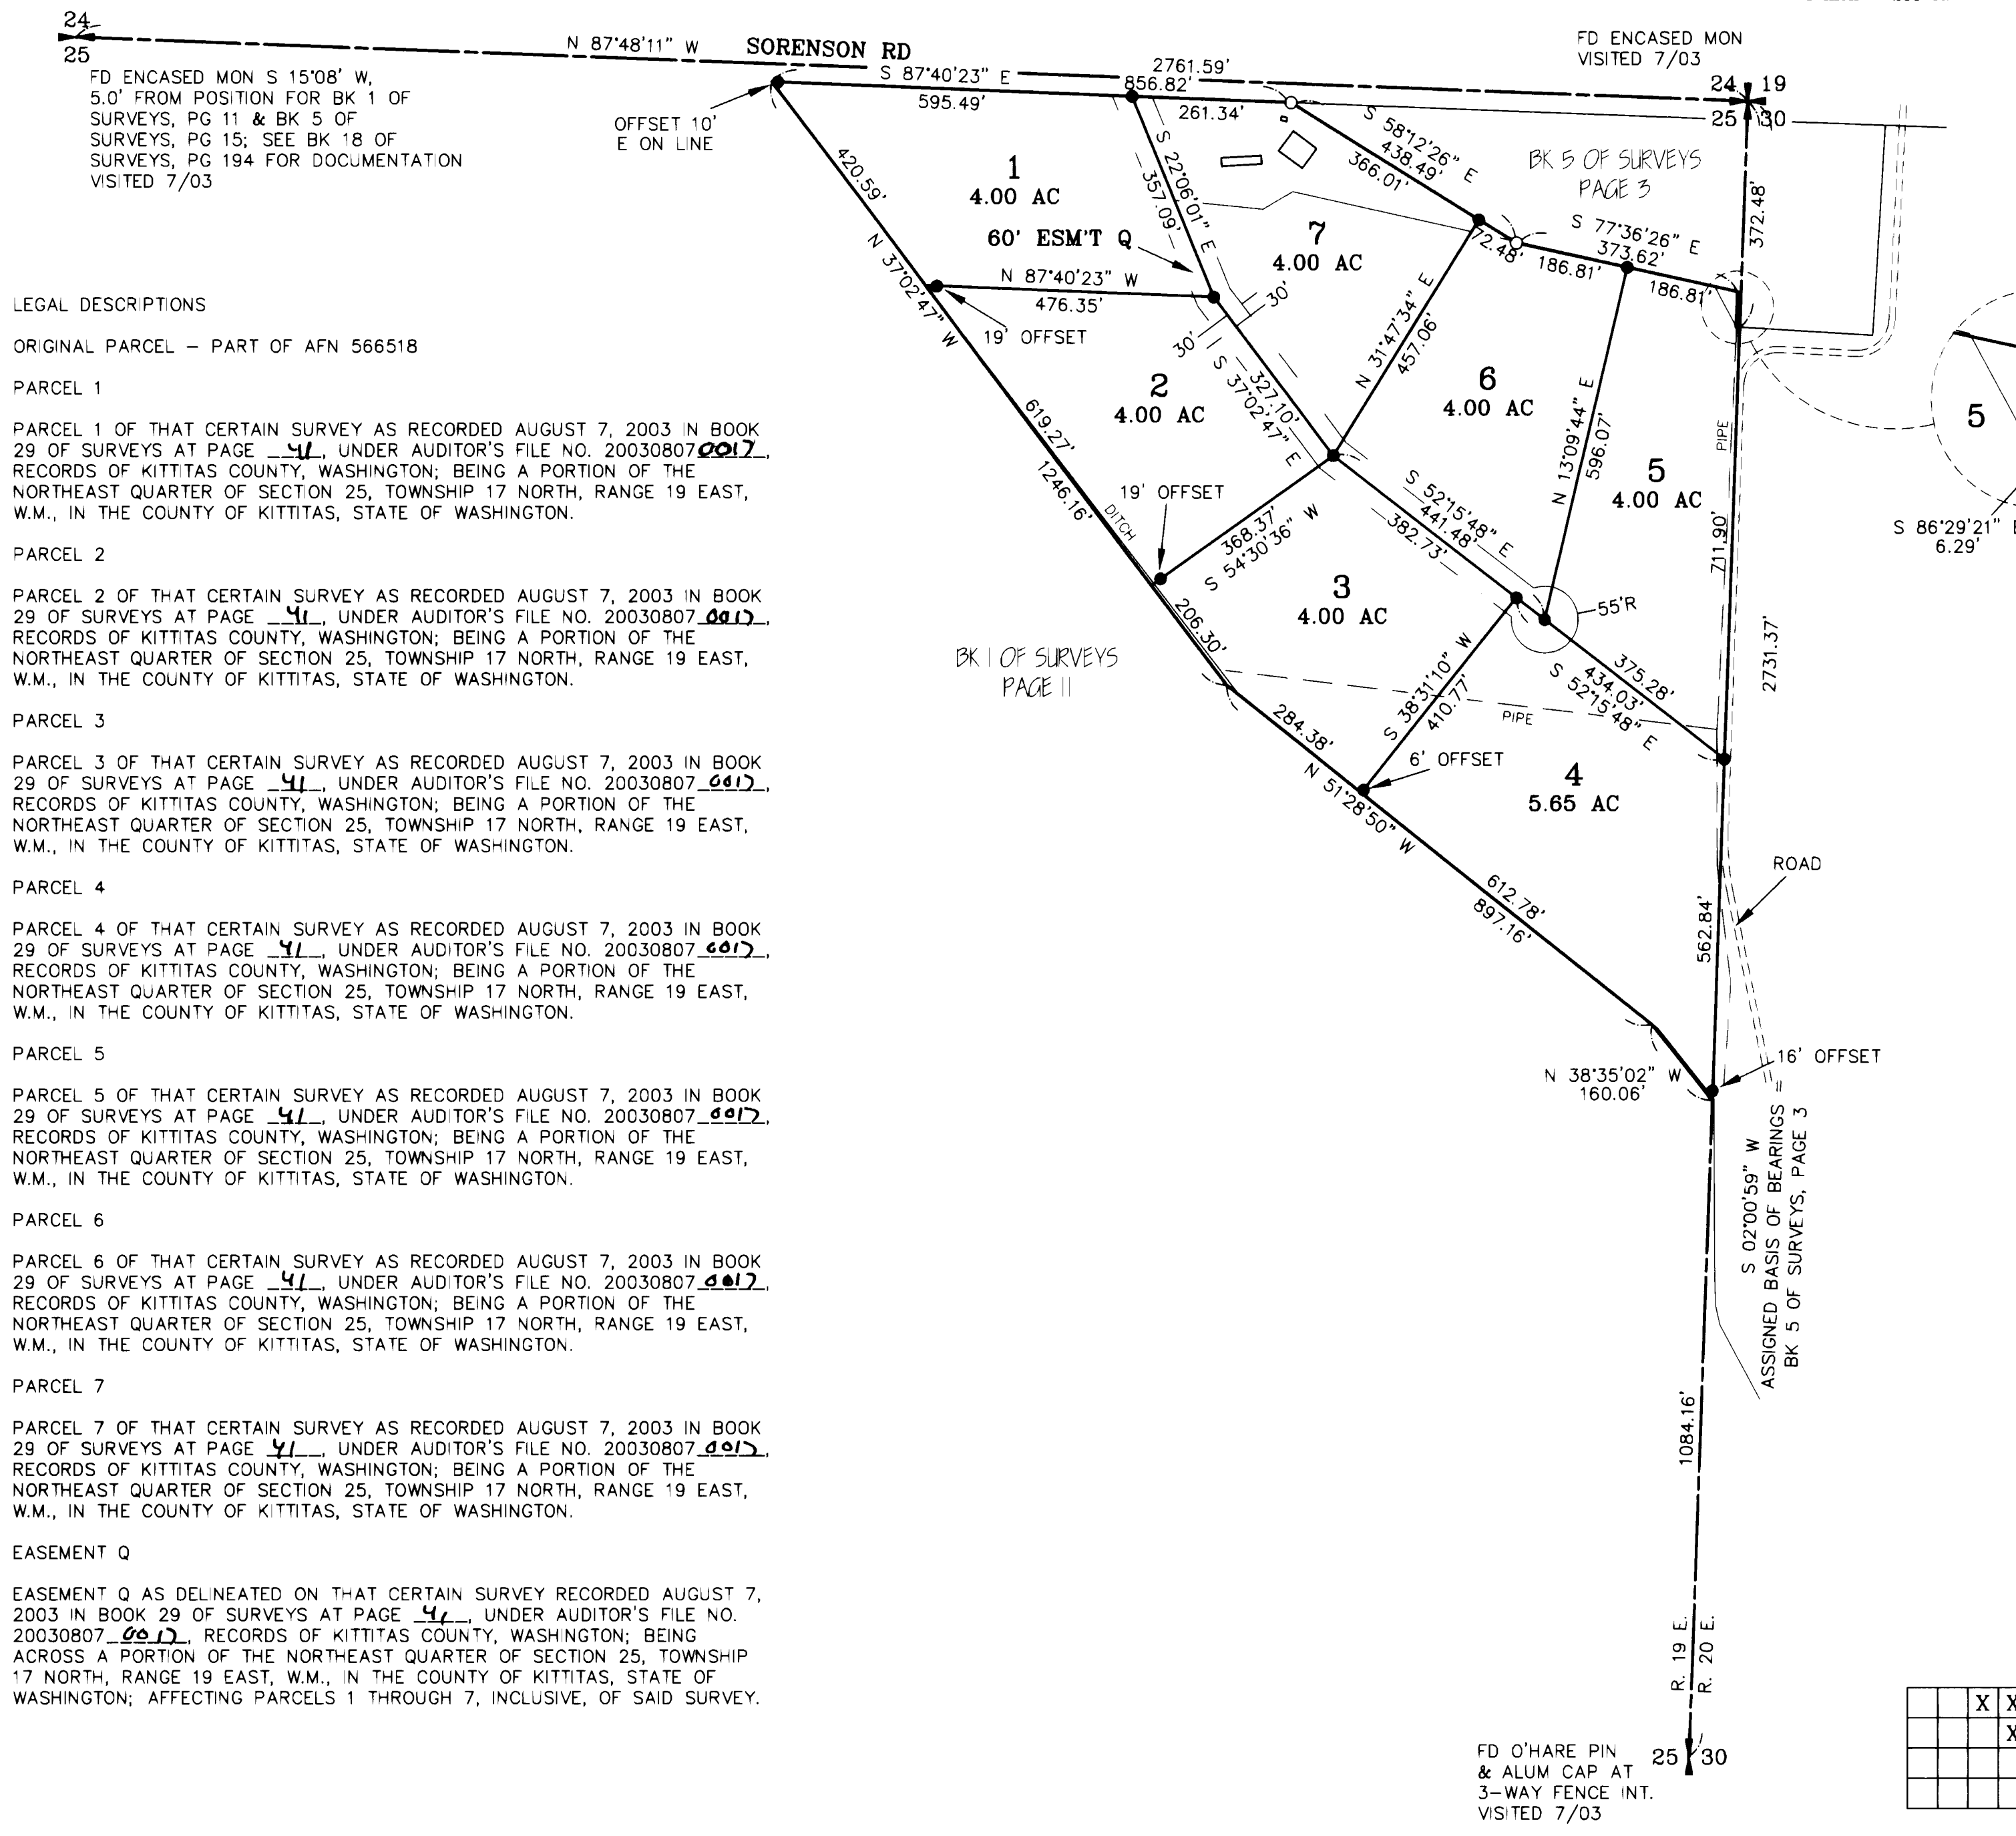 24
25
N 87°48'11" W
SORENSON RD
2761.59'
FD ENCASED MON
VISITED 7/03
24 19
25 30
FD ENCASED MON S 15°08' W,
5.0' FROM POSITION FOR BK 1 OF
SURVEYS, PG 11 & BK 5 OF
SURVEYS, PG 15; SEE BK 18 OF
SURVEYS, PG 194 FOR DOCUMENTATION
VISITED 7/03
OFFSET 10'
E ON LINE
S 87°40'23" E
856.82'
595.49'
261.34'
S 58°12'26" E
438.49'
366.01'
72.48'
BK 5 OF SURVEYS
PAGE 3
S 77°36'26" E
373.62'
186.81'
186.81'
372.48'
420.59'
N 37°02'47" W
1
4.00 AC
60' ESM'T Q
S 22°06'01" E
357.09'
7
4.00 AC
N 87°40'23" W
476.35'
19' OFFSET
30'
30'
327.10'
S 37°02'47" E
N 31°47'34" E
457.06'
2
4.00 AC
6
4.00 AC
N 13°09'44" E
596.07'
5
4.00 AC
PIPE
711.90'
5
S 86°29'21" E
6.29'
619.27'
1246.16'
DITCH
19' OFFSET
368.37'
S 54°30'36" W
S 52°15'48" E
441.48'
382.73'
3
4.00 AC
55'R
206.30'
BK 1 OF SURVEYS
PAGE 11
S 38°31'10" W
410.77'
375.28'
434.03'
S 52°15'48" E
PIPE
2731.37'
284.38'
N 51°28'50" W
6' OFFSET
4
5.65 AC
612.78'
897.16'
ROAD
562.84'
16' OFFSET
N 38°35'02" W
160.06'
S 02°00'59" W
ASSIGNED BASIS OF BEARINGS =
BK 5 OF SURVEYS, PAGE 3
1084.16'
R. 19 E.
R. 20 E.
FD O'HARE PIN
& ALUM CAP AT
3-WAY FENCE INT.
VISITED 7/03
25 30
X X
X
LEGAL DESCRIPTIONS
ORIGINAL PARCEL – PART OF AFN 566518
PARCEL 1
PARCEL 1 OF THAT CERTAIN SURVEY AS RECORDED AUGUST 7, 2003 IN BOOK
29 OF SURVEYS AT PAGE 41, UNDER AUDITOR'S FILE NO. 200308070017,
RECORDS OF KITTITAS COUNTY, WASHINGTON; BEING A PORTION OF THE
NORTHEAST QUARTER OF SECTION 25, TOWNSHIP 17 NORTH, RANGE 19 EAST,
W.M., IN THE COUNTY OF KITTITAS, STATE OF WASHINGTON.
PARCEL 2
PARCEL 2 OF THAT CERTAIN SURVEY AS RECORDED AUGUST 7, 2003 IN BOOK
29 OF SURVEYS AT PAGE 41, UNDER AUDITOR'S FILE NO. 200308070017,
RECORDS OF KITTITAS COUNTY, WASHINGTON; BEING A PORTION OF THE
NORTHEAST QUARTER OF SECTION 25, TOWNSHIP 17 NORTH, RANGE 19 EAST,
W.M., IN THE COUNTY OF KITTITAS, STATE OF WASHINGTON.
PARCEL 3
PARCEL 3 OF THAT CERTAIN SURVEY AS RECORDED AUGUST 7, 2003 IN BOOK
29 OF SURVEYS AT PAGE 41, UNDER AUDITOR'S FILE NO. 200308070017,
RECORDS OF KITTITAS COUNTY, WASHINGTON; BEING A PORTION OF THE
NORTHEAST QUARTER OF SECTION 25, TOWNSHIP 17 NORTH, RANGE 19 EAST,
W.M., IN THE COUNTY OF KITTITAS, STATE OF WASHINGTON.
PARCEL 4
PARCEL 4 OF THAT CERTAIN SURVEY AS RECORDED AUGUST 7, 2003 IN BOOK
29 OF SURVEYS AT PAGE 41, UNDER AUDITOR'S FILE NO. 200308070017,
RECORDS OF KITTITAS COUNTY, WASHINGTON; BEING A PORTION OF THE
NORTHEAST QUARTER OF SECTION 25, TOWNSHIP 17 NORTH, RANGE 19 EAST,
W.M., IN THE COUNTY OF KITTITAS, STATE OF WASHINGTON.
PARCEL 5
PARCEL 5 OF THAT CERTAIN SURVEY AS RECORDED AUGUST 7, 2003 IN BOOK
29 OF SURVEYS AT PAGE 41, UNDER AUDITOR'S FILE NO. 200308070017,
RECORDS OF KITTITAS COUNTY, WASHINGTON; BEING A PORTION OF THE
NORTHEAST QUARTER OF SECTION 25, TOWNSHIP 17 NORTH, RANGE 19 EAST,
W.M., IN THE COUNTY OF KITTITAS, STATE OF WASHINGTON.
PARCEL 6
PARCEL 6 OF THAT CERTAIN SURVEY AS RECORDED AUGUST 7, 2003 IN BOOK
29 OF SURVEYS AT PAGE 41, UNDER AUDITOR'S FILE NO. 200308070017,
RECORDS OF KITTITAS COUNTY, WASHINGTON; BEING A PORTION OF THE
NORTHEAST QUARTER OF SECTION 25, TOWNSHIP 17 NORTH, RANGE 19 EAST,
W.M., IN THE COUNTY OF KITTITAS, STATE OF WASHINGTON.
PARCEL 7
PARCEL 7 OF THAT CERTAIN SURVEY AS RECORDED AUGUST 7, 2003 IN BOOK
29 OF SURVEYS AT PAGE 41, UNDER AUDITOR'S FILE NO. 200308070017,
RECORDS OF KITTITAS COUNTY, WASHINGTON; BEING A PORTION OF THE
NORTHEAST QUARTER OF SECTION 25, TOWNSHIP 17 NORTH, RANGE 19 EAST,
W.M., IN THE COUNTY OF KITTITAS, STATE OF WASHINGTON.
EASEMENT Q
EASEMENT Q AS DELINEATED ON THAT CERTAIN SURVEY RECORDED AUGUST 7,
2003 IN BOOK 29 OF SURVEYS AT PAGE 41, UNDER AUDITOR'S FILE NO.
200308070017, RECORDS OF KITTITAS COUNTY, WASHINGTON; BEING
ACROSS A PORTION OF THE NORTHEAST QUARTER OF SECTION 25, TOWNSHIP
17 NORTH, RANGE 19 EAST, W.M., IN THE COUNTY OF KITTITAS, STATE OF
WASHINGTON; AFFECTING PARCELS 1 THROUGH 7, INCLUSIVE, OF SAID SURVEY.